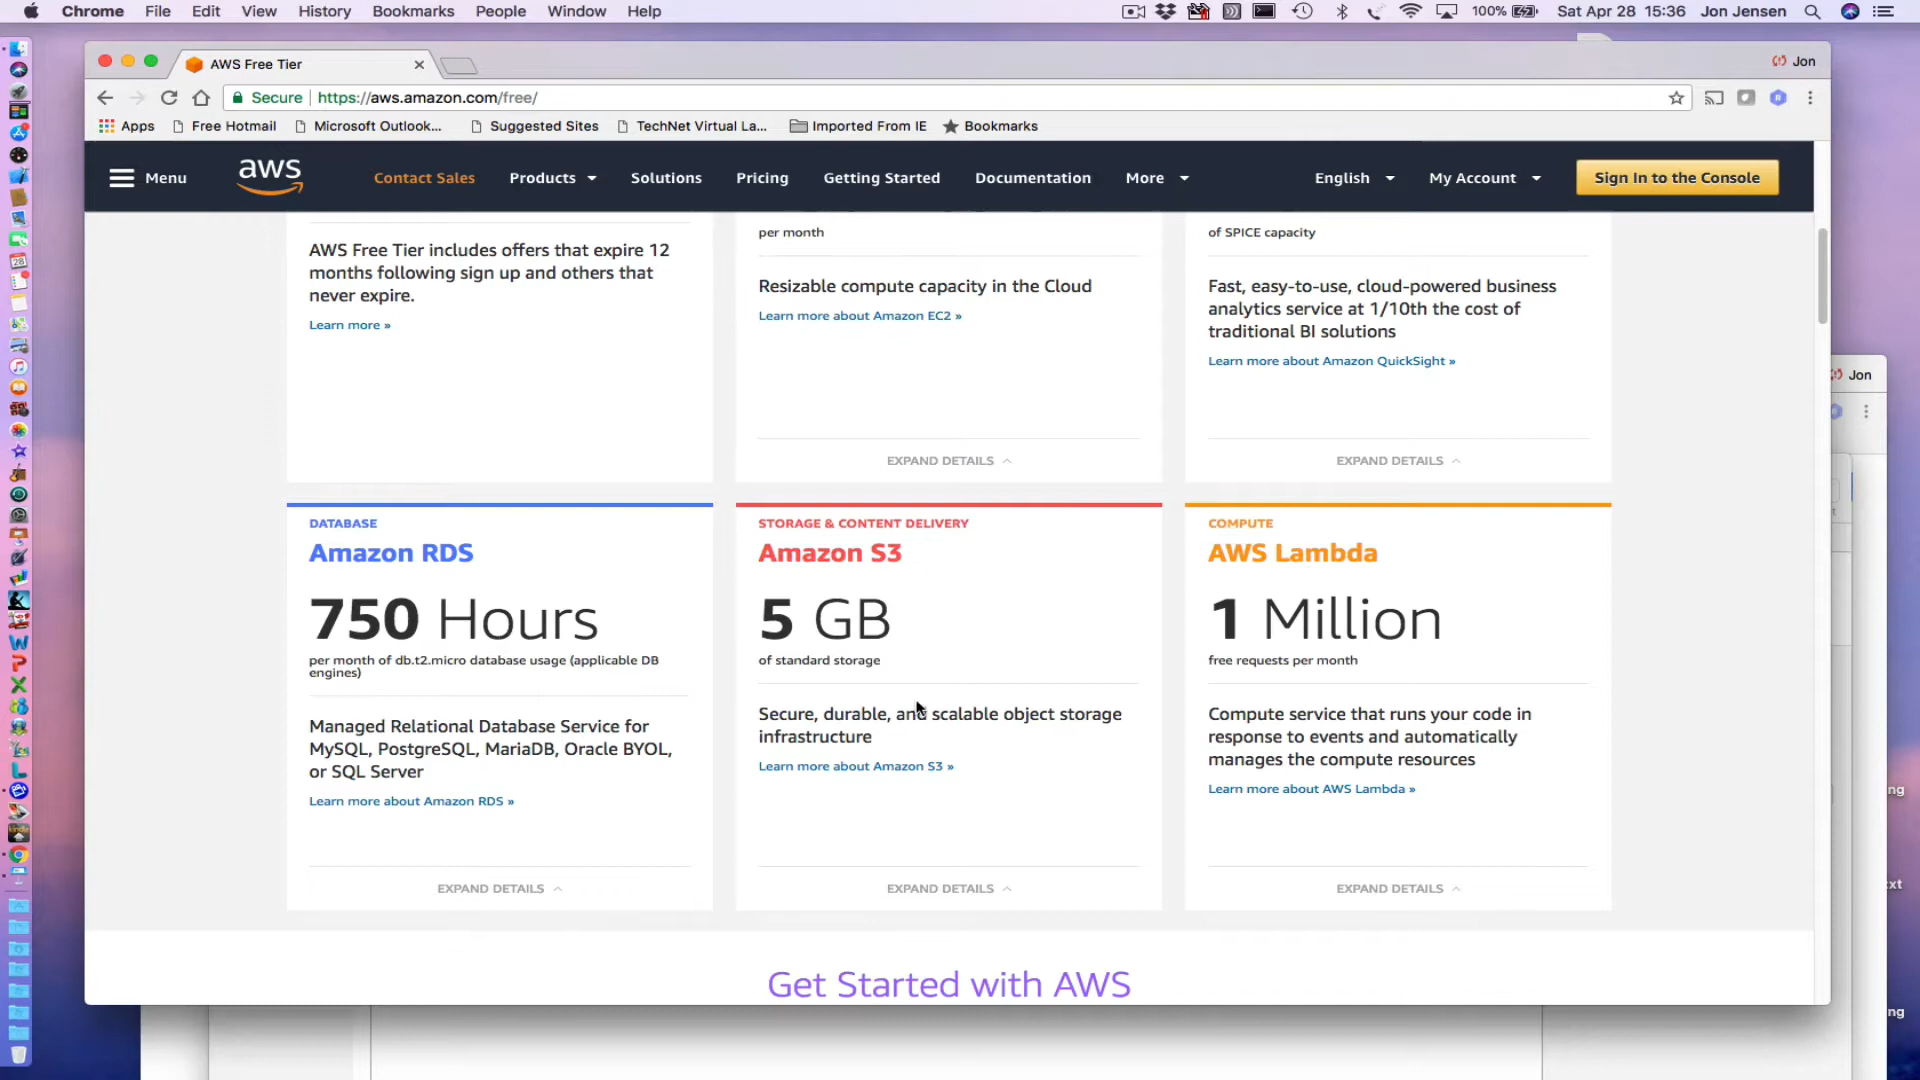 Chrome File Edit View History Bookmarks People Window Help
100% Sat Apr 28 15:36 Jon Jensen
AWS Free Tier
Jon
Secure https://aws.amazon.com/free/
Apps Free Hotmail Microsoft Outlook... Suggested Sites TechNet Virtual La... Imported From IE Bookmarks
Menu aws Contact Sales Products Solutions Pricing Getting Started Documentation More English My Account Sign In to the Console
AWS Free Tier includes offers that expire 12
months following sign up and others that
never expire.
Learn more »
per month
Resizable compute capacity in the Cloud
Learn more about Amazon EC2 »
EXPAND DETAILS
of SPICE capacity
Fast, easy-to-use, cloud-powered business
analytics service at 1/10th the cost of
traditional BI solutions
Learn more about Amazon QuickSight »
EXPAND DETAILS
Jon
DATABASE
Amazon RDS
750 Hours
per month of db.t2.micro database usage (applicable DB
engines)
Managed Relational Database Service for
MySQL, PostgreSQL, MariaDB, Oracle BYOL,
or SQL Server
Learn more about Amazon RDS »
EXPAND DETAILS
STORAGE & CONTENT DELIVERY
Amazon S3
5 GB
of standard storage
Secure, durable, and scalable object storage
infrastructure
Learn more about Amazon S3 »
EXPAND DETAILS
COMPUTE
AWS Lambda
1 Million
free requests per month
Compute service that runs your code in
response to events and automatically
manages the compute resources
Learn more about AWS Lambda »
EXPAND DETAILS
Get Started with AWS
ng
xt
ng